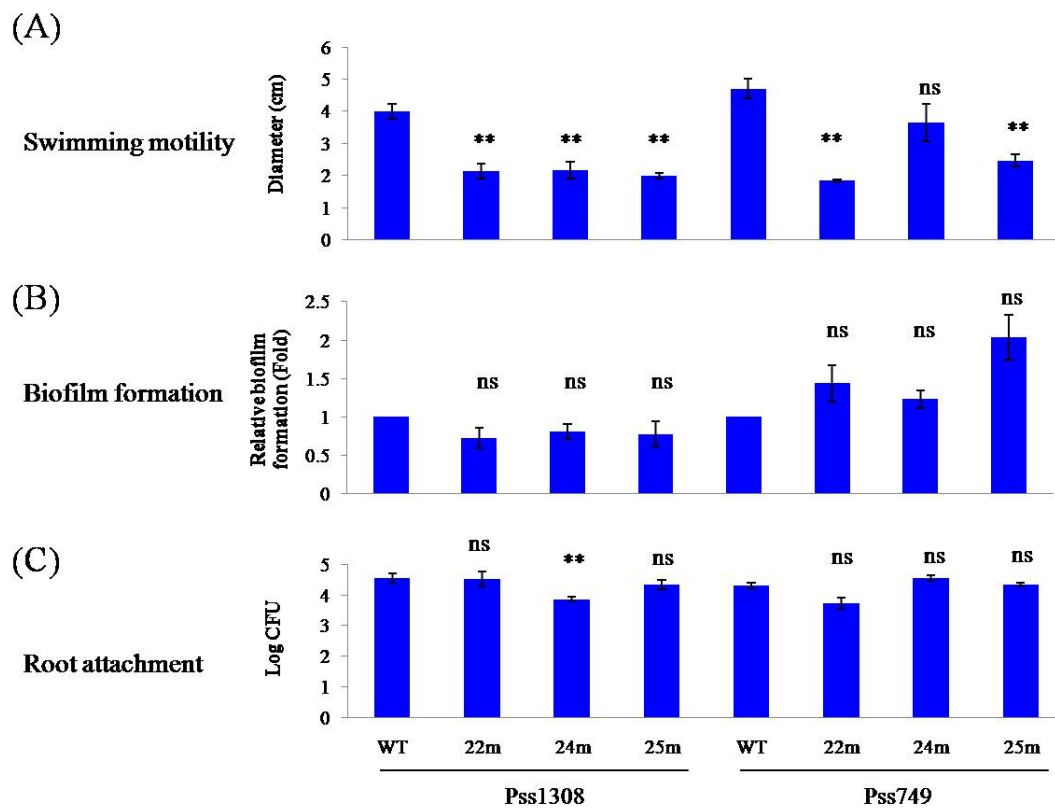 (A)
Swimming motility
Diameter (cm)
6
5
4
3
2
1
0
** ** ** ** ns **
(B)
Biofilm formation
Relative biofilm
formation (Fold)
2.5
2
1.5
1
0.5
0
ns ns ns ns ns ns
(C)
Root attachment
Log CFU
5
4
3
2
1
0
ns ** ns ns ns ns
WT 22m 24m 25m WT 22m 24m 25m
Pss1308 Pss749